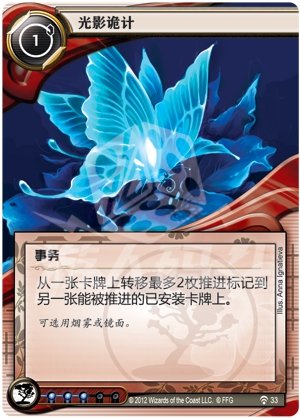 光影诡计
1
事务
从一张卡牌上转移最多2枚推进标记到
另一张能被推进的已安装卡牌上。
可选用烟雾或镜面。
Illus. Anna Ignatieva
© 2012 Wizards of the Coast LLC. © FFG
33